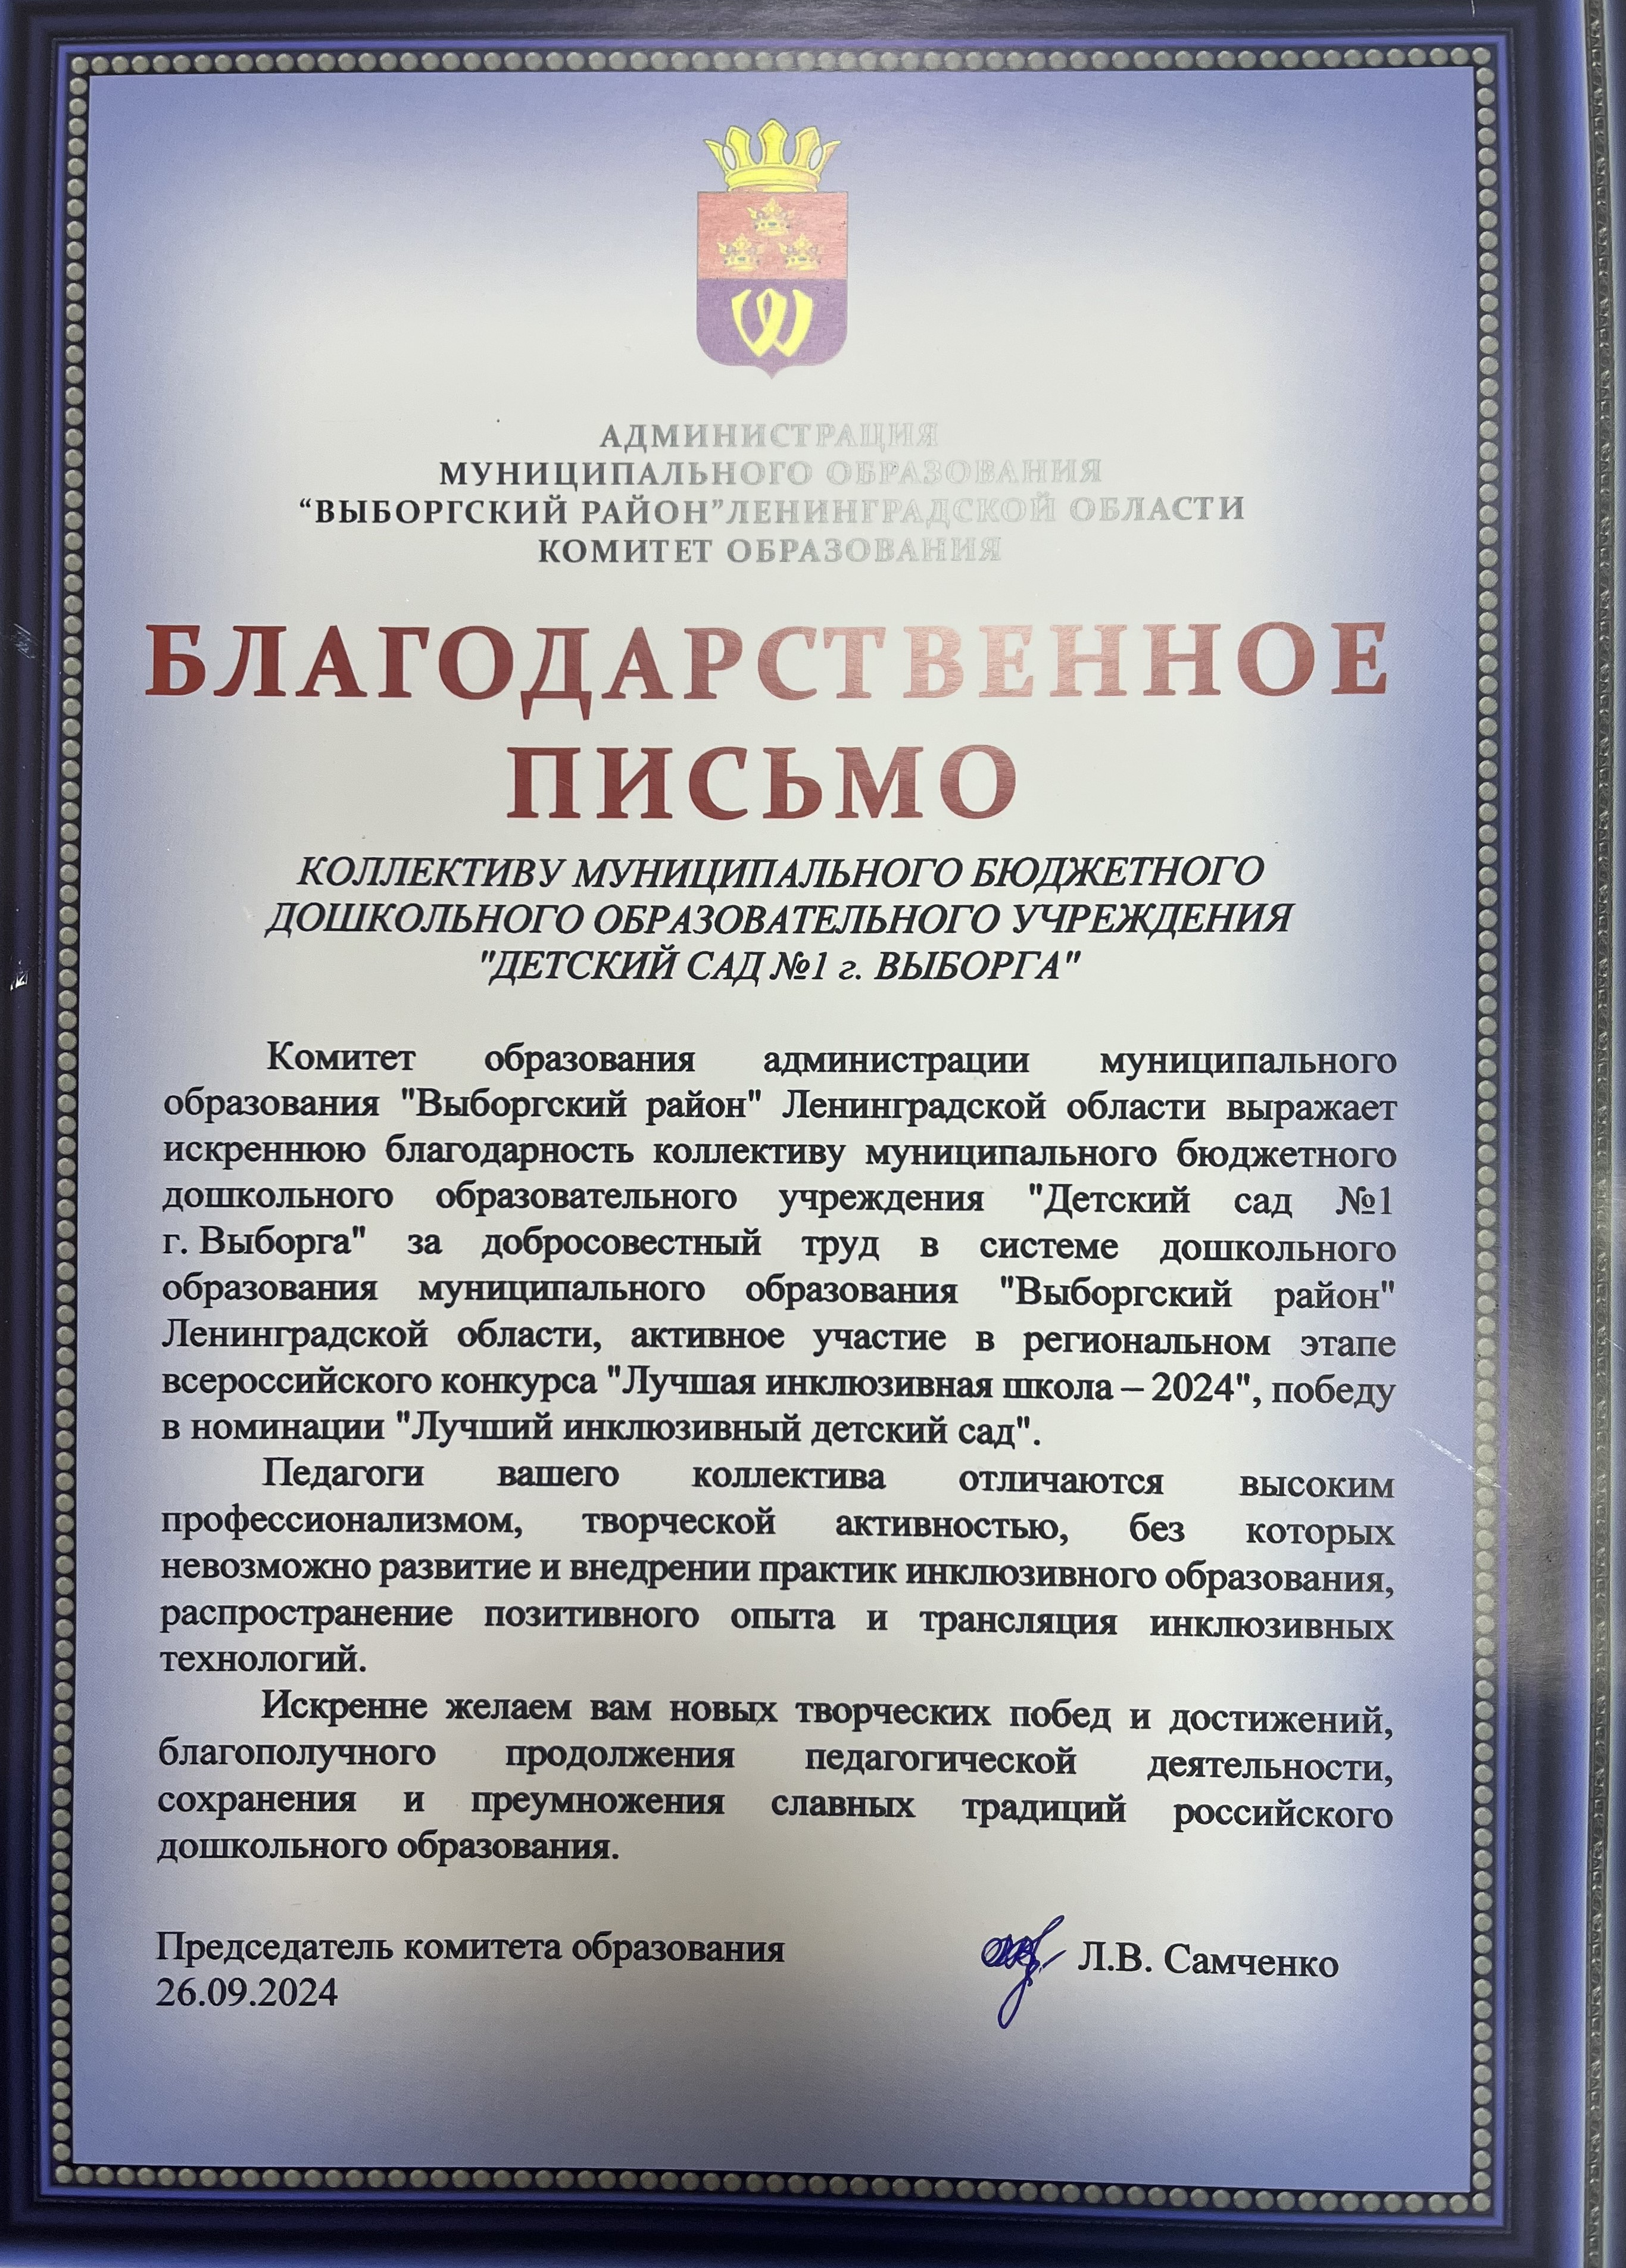 АДМИНИСТРАЦИЯ
МУНИЦИПАЛЬНОГО ОБРАЗОВАНИЯ
“ВЫБОРГСКИЙ РАЙОН”ЛЕНИНГРАДСКОЙ ОБЛАСТИ
КОМИТЕТ ОБРАЗОВАНИЯ
БЛАГОДАРСТВЕННОЕ
ПИСЬМО
КОЛЛЕКТИВУ МУНИЦИПАЛЬНОГО БЮДЖЕТНОГО
ДОШКОЛЬНОГО ОБРАЗОВАТЕЛЬНОГО УЧРЕЖДЕНИЯ
"ДЕТСКИЙ САД №1 г. ВЫБОРГА"
Комитет образования администрации муниципального
образования "Выборгский район" Ленинградской области выражает
искреннюю благодарность коллективу муниципального бюджетного
дошкольного образовательного учреждения "Детский сад №1
г. Выборга" за добросовестный труд в системе дошкольного
образования муниципального образования "Выборгский район"
Ленинградской области, активное участие в региональном этапе
всероссийского конкурса "Лучшая инклюзивная школа – 2024", победу
в номинации "Лучший инклюзивный детский сад".
Педагоги вашего коллектива отличаются высоким
профессионализмом, творческой активностью, без которых
невозможно развитие и внедрении практик инклюзивного образования,
распространение позитивного опыта и трансляция инклюзивных
технологий.
Искренне желаем вам новых творческих побед и достижений,
благополучного продолжения педагогической деятельности,
сохранения и преумножения славных традиций российского
дошкольного образования.
Председатель комитета образования Л.В. Самченко
26.09.2024